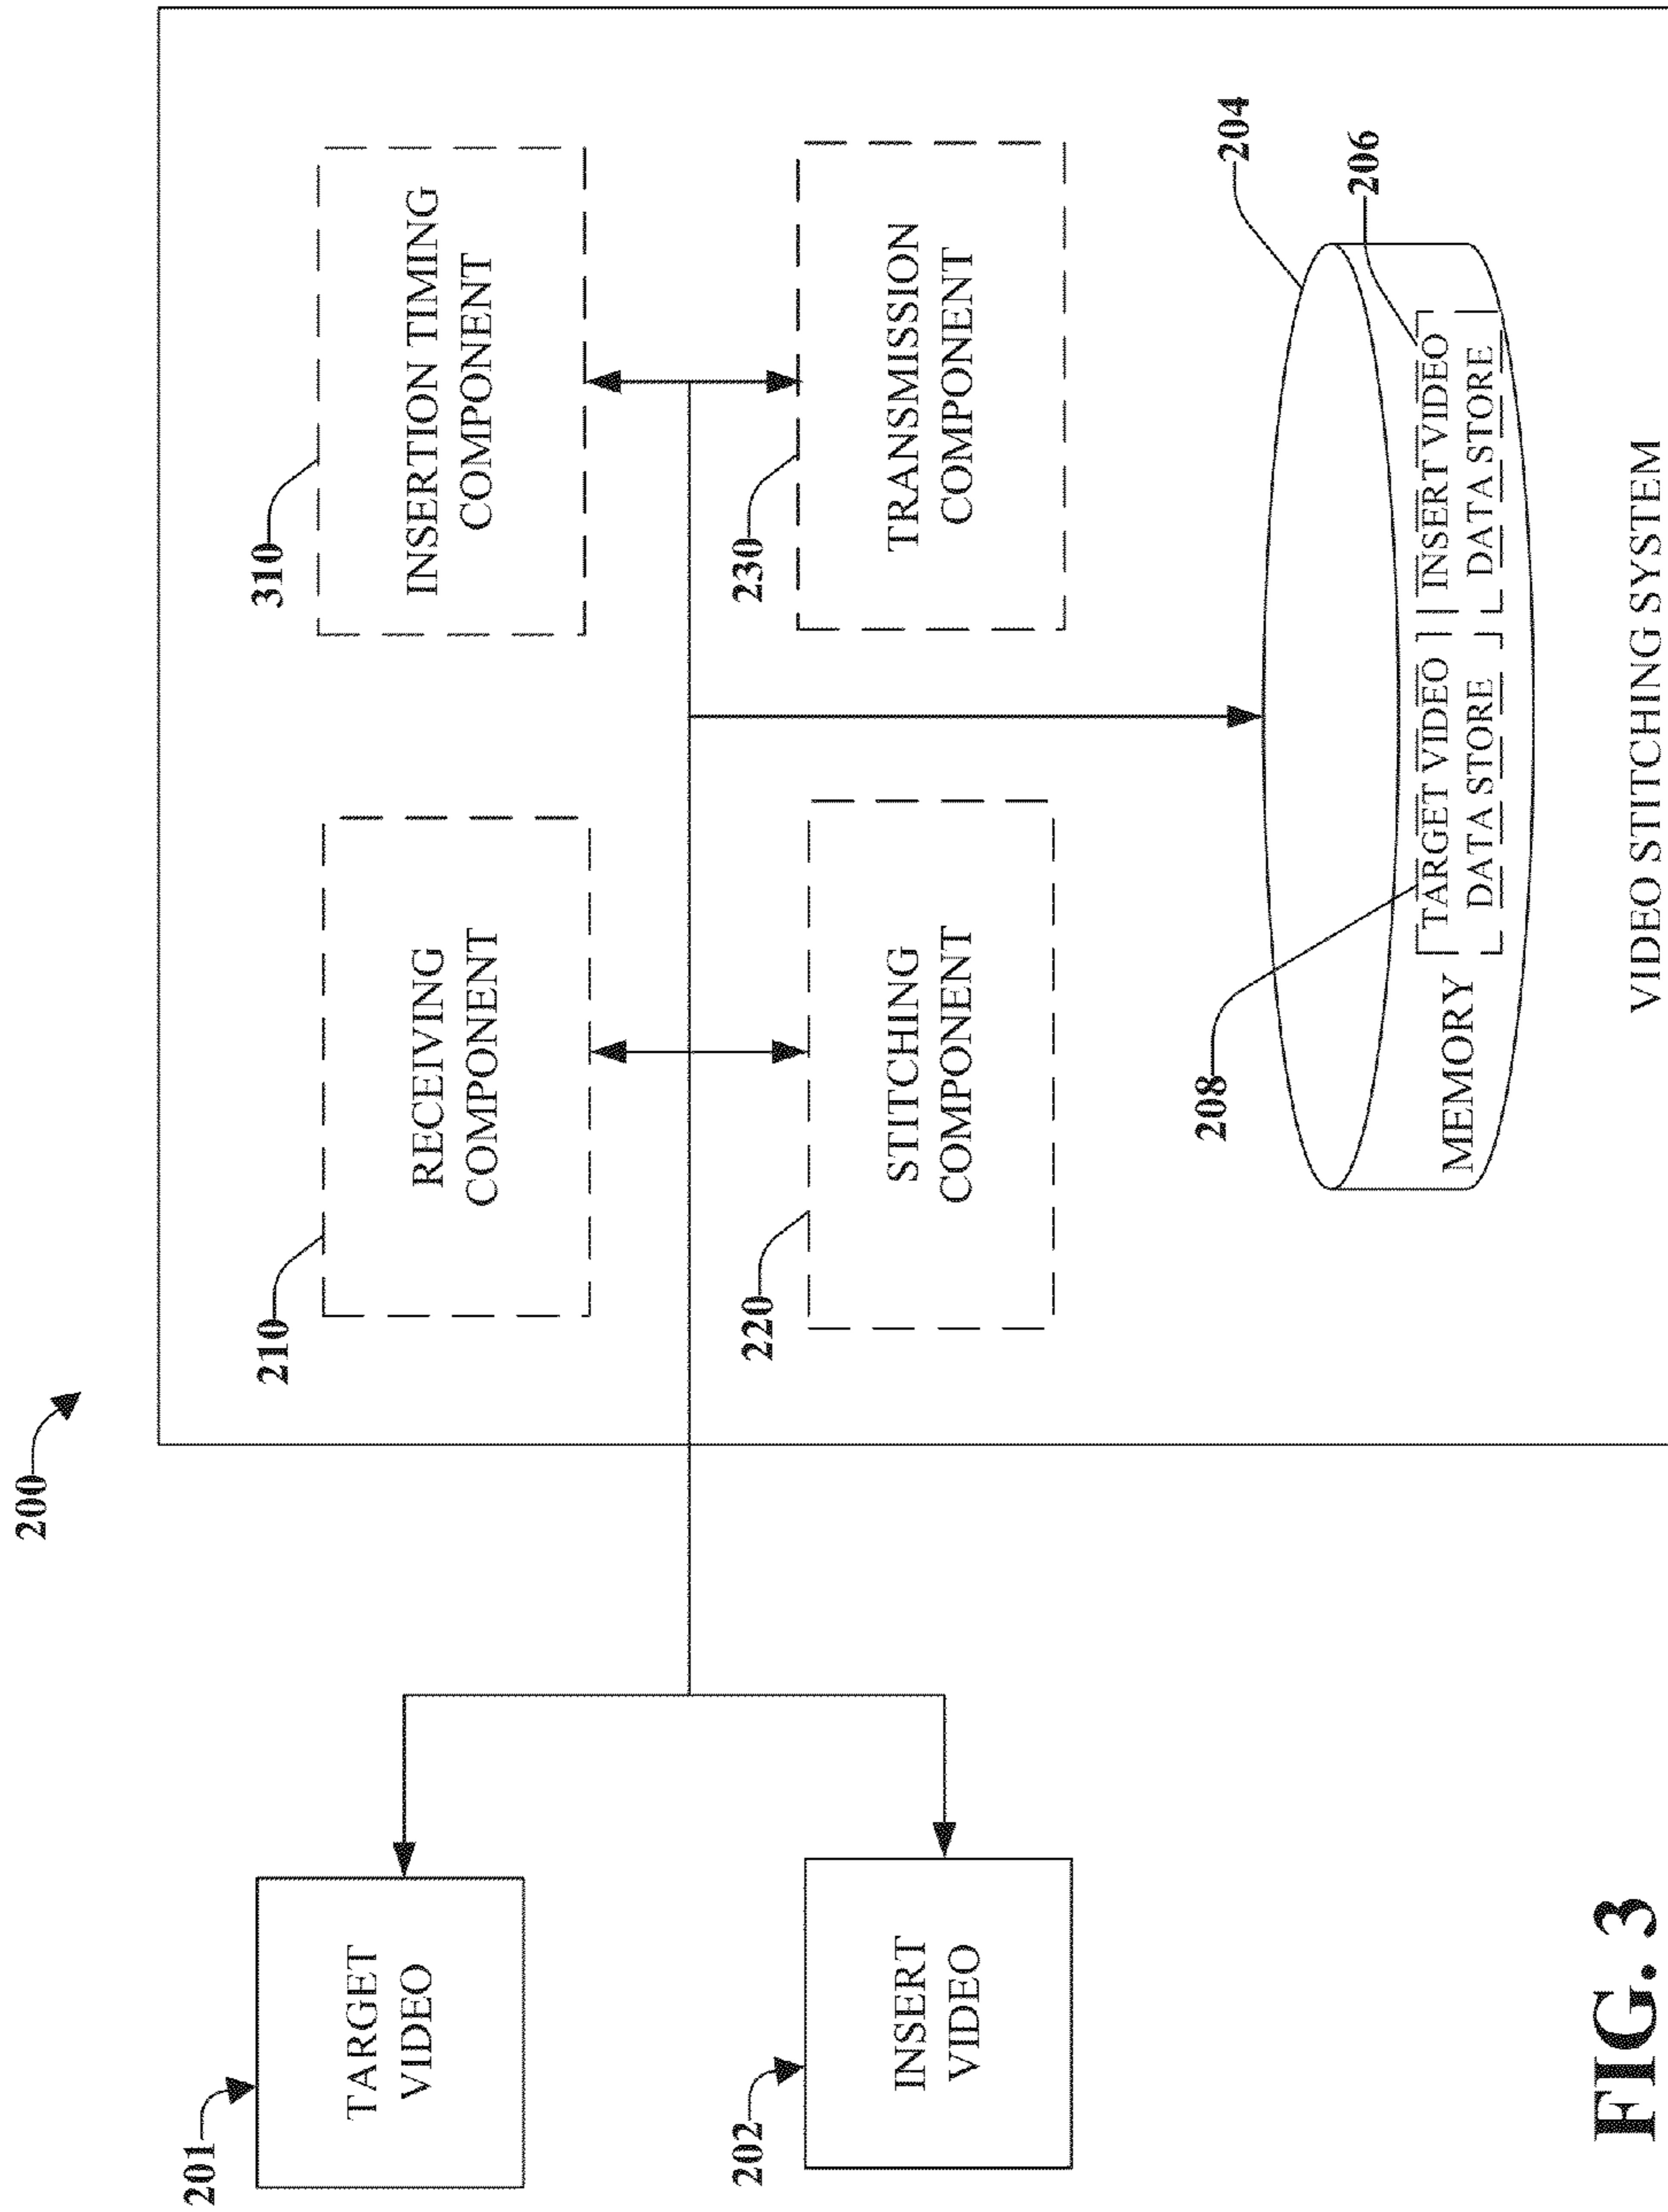 200
201
TARGET
VIDEO
202
INSERT
VIDEO
210
RECEIVING
COMPONENT
310
INSERTION TIMING
COMPONENT
220
STITCHING
COMPONENT
230
TRANSMISSION
COMPONENT
204
208
206
MEMORY
TARGET VIDEO
DATA STORE
INSERT VIDEO
DATA STORE
VIDEO STITCHING SYSTEM
FIG. 3